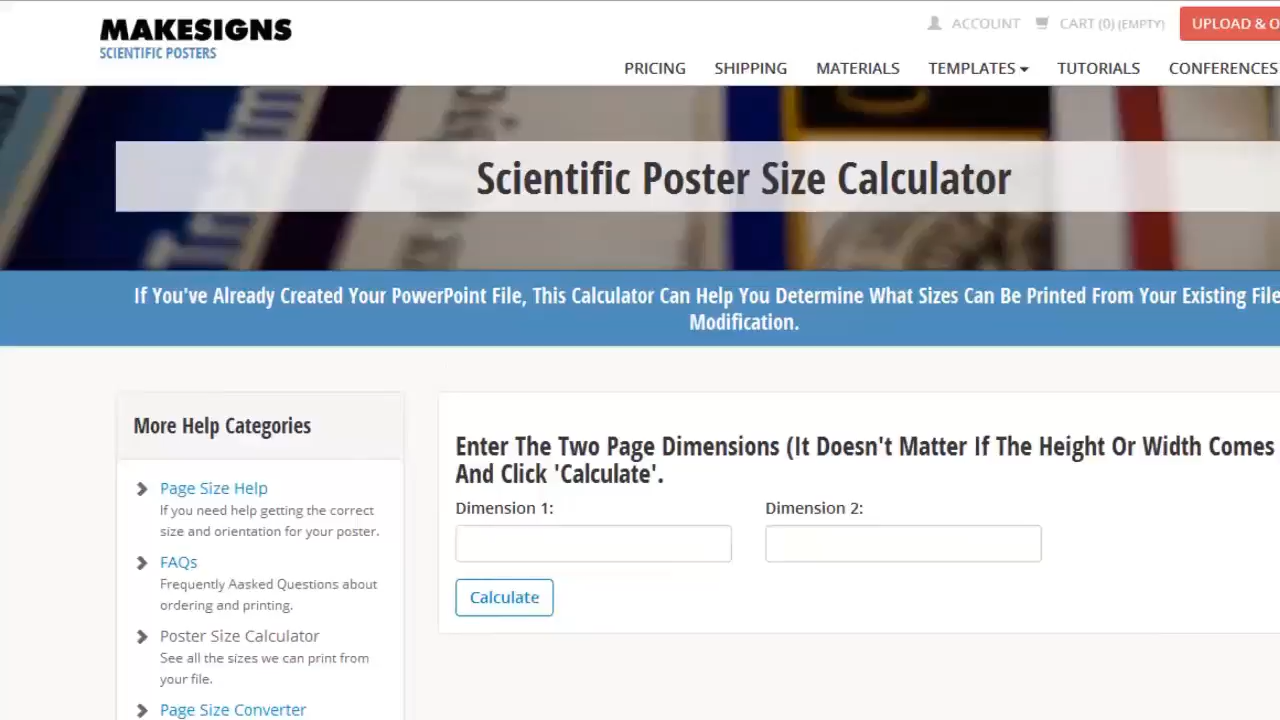 MAKESIGNS
SCIENTIFIC POSTERS
ACCOUNT
CART (0) (EMPTY)
UPLOAD & O
PRICING
SHIPPING
MATERIALS
TEMPLATES
TUTORIALS
CONFERENCES
Scientific Poster Size Calculator
If You've Already Created Your PowerPoint File, This Calculator Can Help You Determine What Sizes Can Be Printed From Your Existing File
Modification.
More Help Categories
Page Size Help
If you need help getting the correct
size and orientation for your poster.
FAQs
Frequently Aasked Questions about
ordering and printing.
Poster Size Calculator
See all the sizes we can print from
your file.
Page Size Converter
Enter The Two Page Dimensions (It Doesn't Matter If The Height Or Width Comes
And Click 'Calculate'.
Dimension 1:
Dimension 2:
Calculate